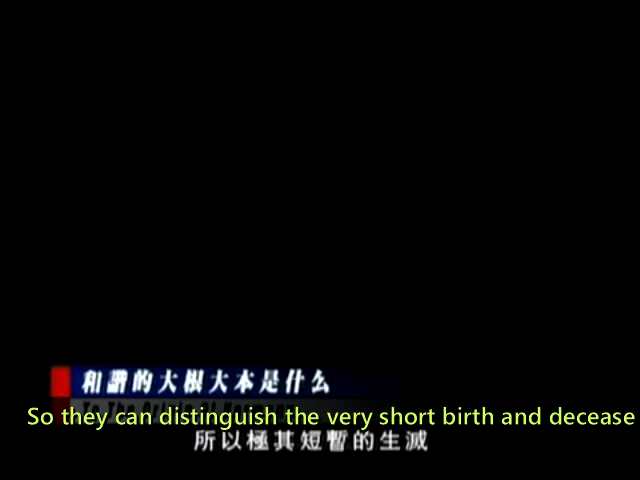 和諧的大根大本是什么
So they can distinguish the very short birth and decease
所以極其短暫的生滅